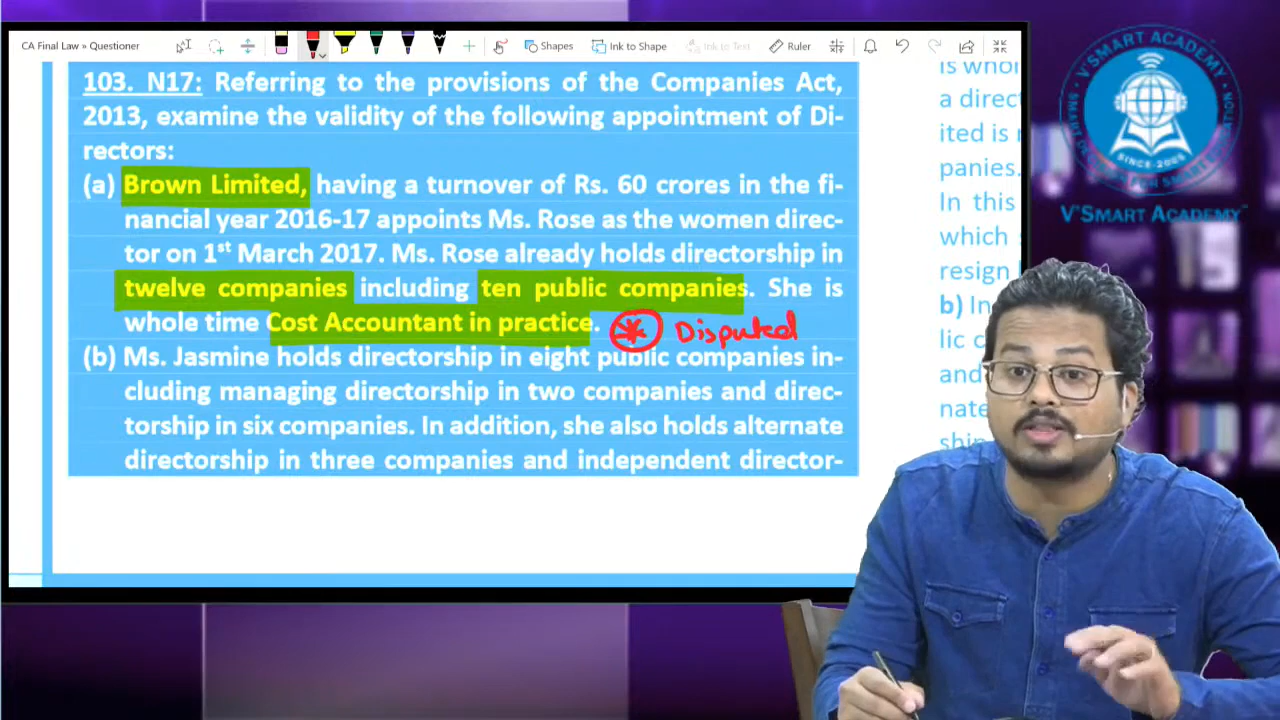 CA Final Law » Questioner
Shapes
Ink to Shape
Ink to Text
Ruler
103. N17: Referring to the provisions of the Companies Act,
2013, examine the validity of the following appointment of Di-
rectors:
(a) Brown Limited, having a turnover of Rs. 60 crores in the fi-
nancial year 2016-17 appoints Ms. Rose as the women direc-
tor on 1st March 2017. Ms. Rose already holds directorship in
twelve companies including ten public companies. She is
whole time Cost Accountant in practice. * Disputed
(b) Ms. Jasmine holds directorship in eight public companies in-
cluding managing directorship in two companies and direc-
torship in six companies. In addition, she also holds alternate
directorship in three companies and independent director-
is who
a direct
ited is
panies.
In this
which
resign
b) In
lic
and
nate
ship
V'SMART ACADEMY
SINCE-2006
V'SMART ACADEMY